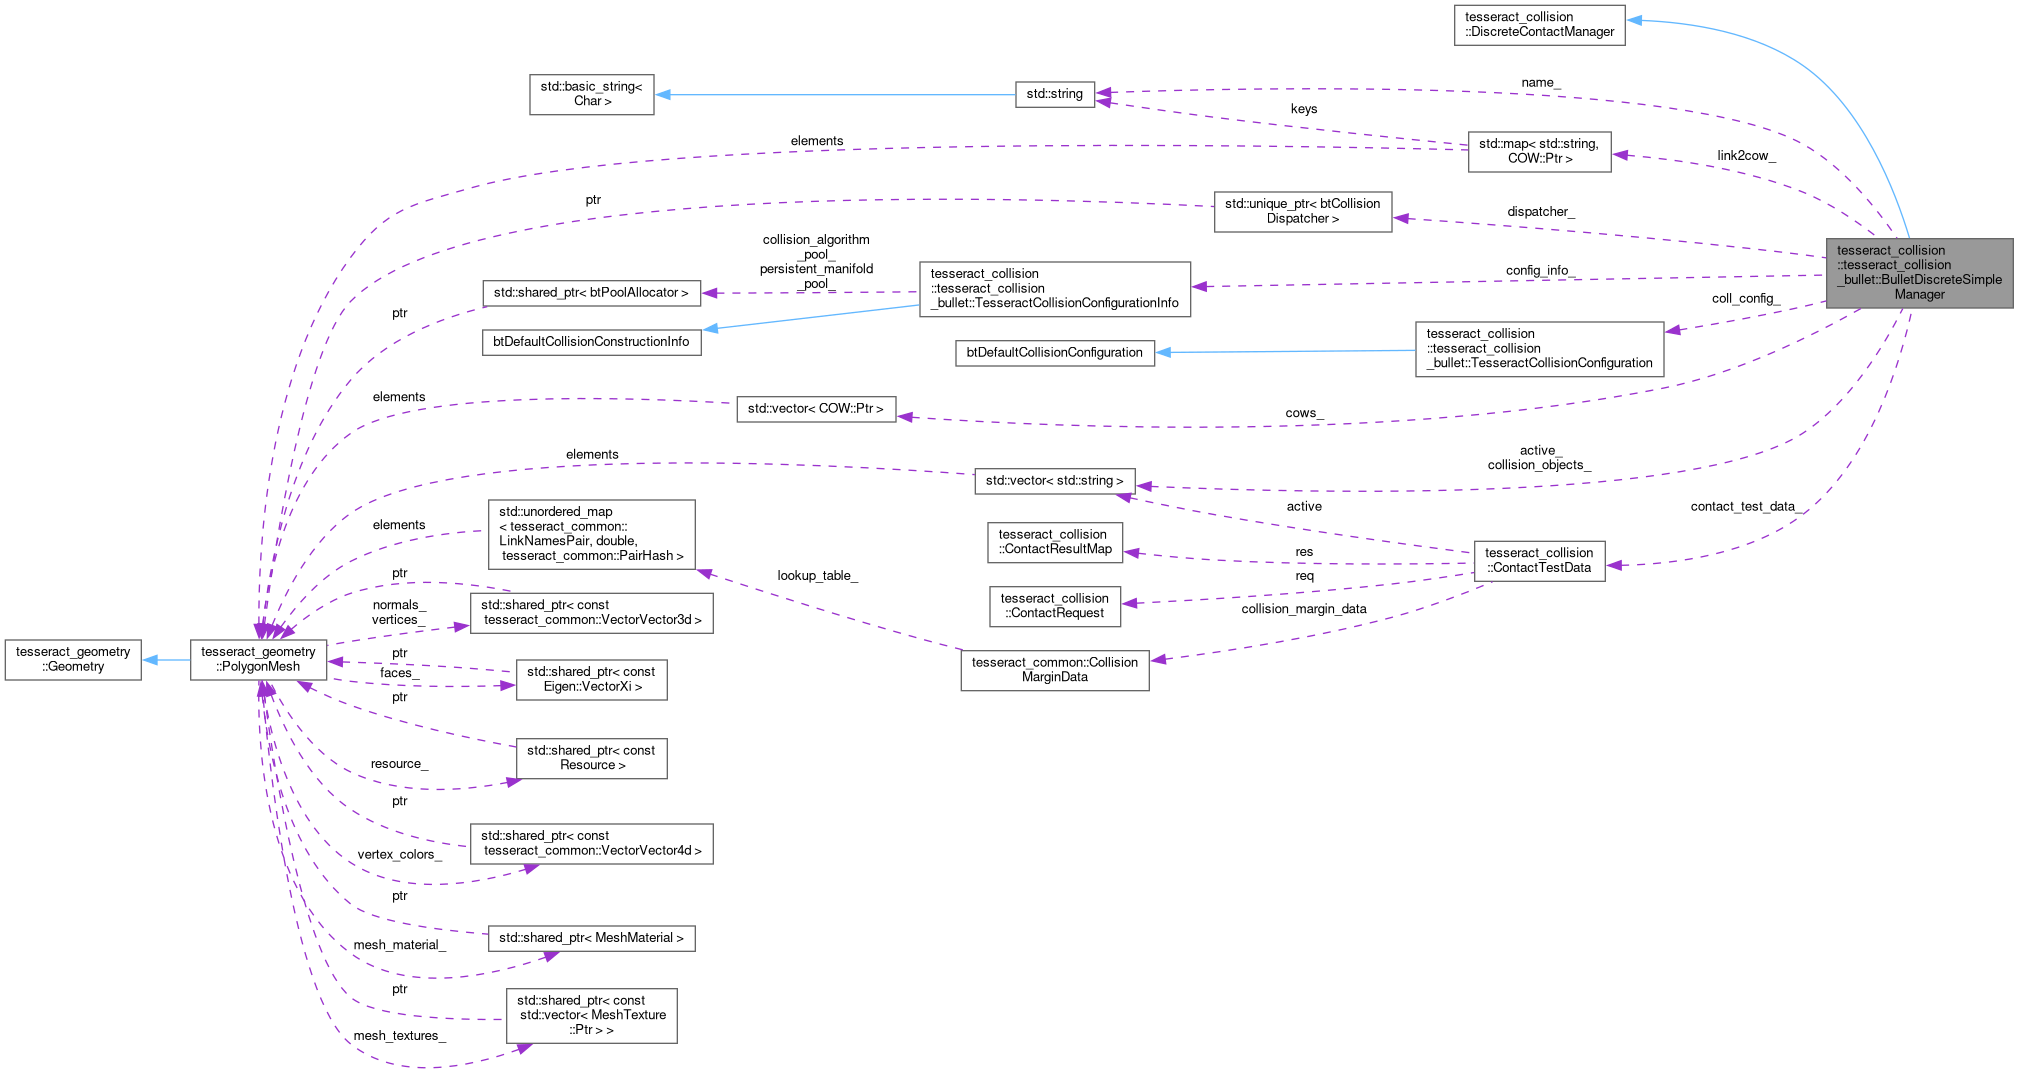 tesseract_collision
::DiscreteContactManager
std::basic_string<
Char >
std::string
name_
keys
elements
std::map< std::string,
COW::Ptr >
link2cow_
ptr
std::unique_ptr< btCollision
Dispatcher >
dispatcher_
collision_algorithm
_pool_
persistent_manifold
_pool_
tesseract_collision
::tesseract_collision
_bullet::BulletDiscreteSimple
Manager
tesseract_collision
::tesseract_collision
_bullet::TesseractCollisionConfigurationInfo
config_info_
std::shared_ptr< btPoolAllocator >
ptr
coll_config_
btDefaultCollisionConstructionInfo
btDefaultCollisionConfiguration
tesseract_collision
::tesseract_collision
_bullet::TesseractCollisionConfiguration
elements
std::vector< COW::Ptr >
cows_
elements
std::vector< std::string >
active_
collision_objects_
std::unordered_map
< tesseract_common::
LinkNamesPair, double,
tesseract_common::PairHash >
elements
active
contact_test_data_
tesseract_collision
::ContactResultMap
res
tesseract_collision
::ContactTestData
ptr
lookup_table_
req
tesseract_collision
::ContactRequest
collision_margin_data
normals_
vertices_
std::shared_ptr< const
tesseract_common::VectorVector3d >
tesseract_geometry
::Geometry
tesseract_geometry
::PolygonMesh
ptr
faces_
std::shared_ptr< const
Eigen::VectorXi >
tesseract_common::Collision
MarginData
ptr
std::shared_ptr< const
Resource >
resource_
ptr
std::shared_ptr< const
tesseract_common::VectorVector4d >
vertex_colors_
ptr
std::shared_ptr< MeshMaterial >
mesh_material_
ptr
std::shared_ptr< const
std::vector< MeshTexture
::Ptr > >
mesh_textures_